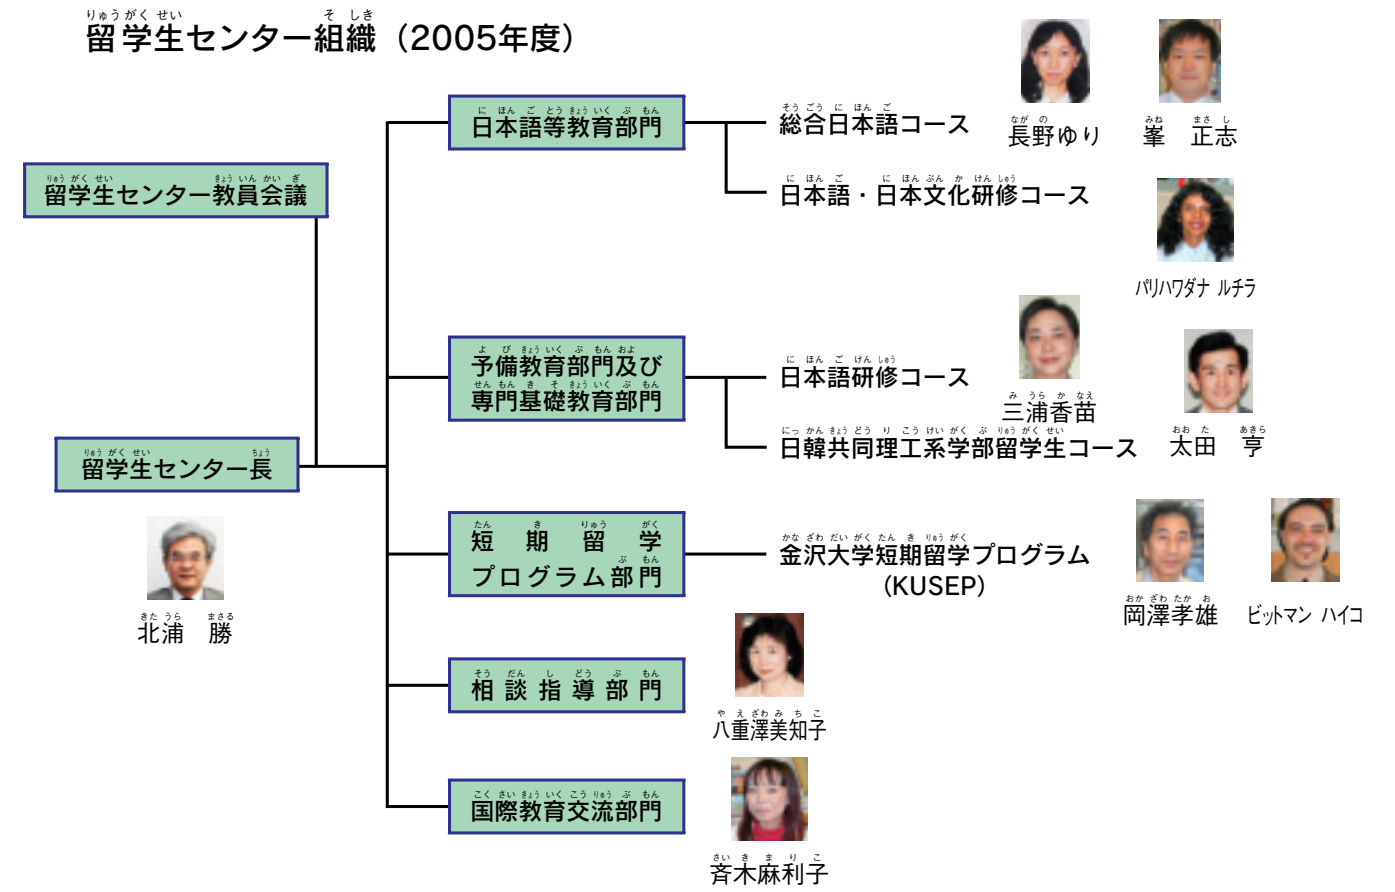 りゅうがくせい そしき
留学生センター組織（2005年度）
にほんごとうきょういくぶもん
日本語等教育部門
そうごうにほんご
総合日本語コース
ながの
長野ゆり
みね まさし
峯 正志
りゅうがくせい きょういんかいぎ
留学生センター教員会議
にほんご にほんぶんかけんしゅう
日本語・日本文化研修コース
パリハワダナ ルチラ
よびきょういくぶもんおよ
予備教育部門及び
せんもんきそきょういくぶもん
専門基礎教育部門
にほんごけんしゅう
日本語研修コース
みうらかなえ
三浦香苗
にっかんきょうどうりこうけいがくぶりゅうがくせい
日韓共同理工系学部留学生コース
おおた あきら
太田 亨
りゅうがくせい ちょう
留学生センター長
きたうら まさる
北浦 勝
たんきりゅうがく
短期留学
ぶもん
プログラム部門
かなざわだいがくたんきりゅうがく
金沢大学短期留学プログラム
(KUSEP)
おかざわたかお
岡澤孝雄
ビットマン ハイコ
そうだんしどうぶもん
相談指導部門
やえざわみちこ
八重澤美知子
こくさいきょういくこうりゅうぶもん
国際教育交流部門
さいきまりこ
斉木麻利子